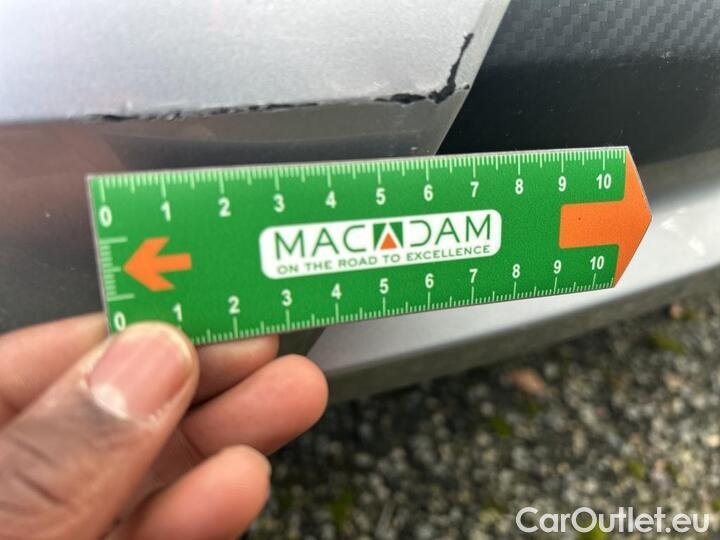 0 1 2 3 4 5 6 7 8 9 10
MACADAM
ON THE ROAD TO EXCELLENCE
0 1 2 3 4 5 6 7 8 9 10
CarOutlet.eu